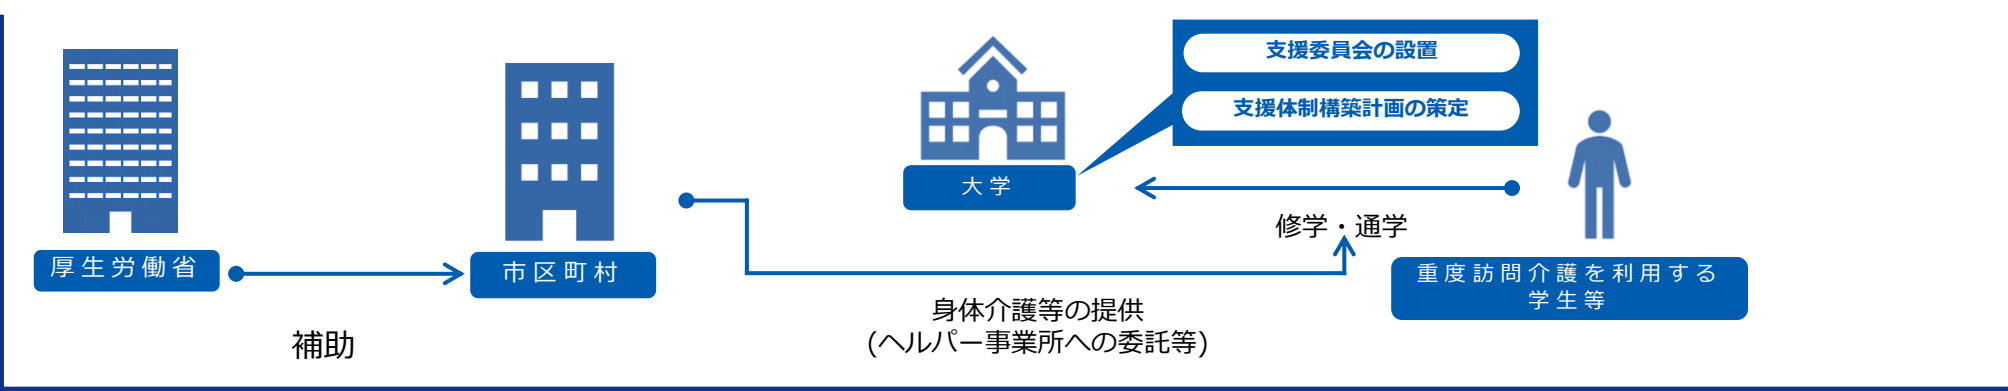 支援委員会の設置
支援体制構築計画の策定
大学
修学・通学
厚生労働省
市区町村
重度訪問介護を利用する
学生等
補助
身体介護等の提供
(ヘルパー事業所への委託等)